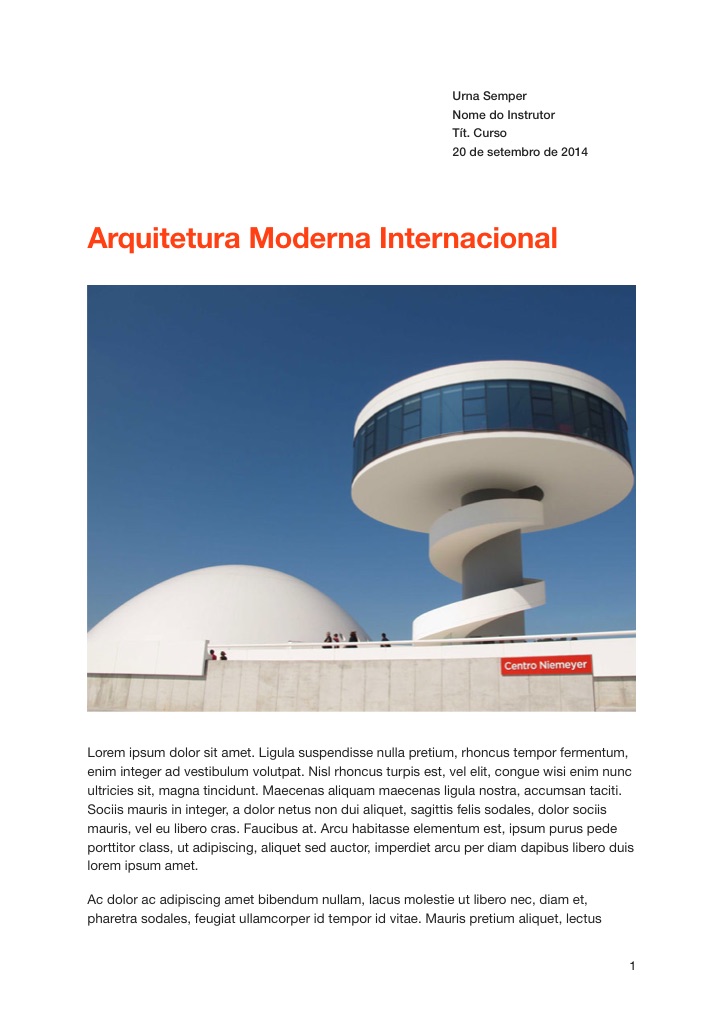 Urna Semper
Nome do Instrutor
Tít. Curso
20 de setembro de 2014
Arquitetura Moderna Internacional
Centro Niemeyer
Lorem ipsum dolor sit amet. Ligula suspendisse nulla pretium, rhoncus tempor fermentum,
enim integer ad vestibulum volutpat. Nisl rhoncus turpis est, vel elit, congue wisi enim nunc
ultricies sit, magna tincidunt. Maecenas aliquam maecenas ligula nostra, accumsan taciti.
Sociis mauris in integer, a dolor netus non dui aliquet, sagittis felis sodales, dolor sociis
mauris, vel eu libero cras. Faucibus at. Arcu habitasse elementum est, ipsum purus pede
porttitor class, ut adipiscing, aliquet sed auctor, imperdiet arcu per diam dapibus libero duis
lorem ipsum amet.
Ac dolor ac adipiscing amet bibendum nullam, lacus molestie ut libero nec, diam et,
pharetra sodales, feugiat ullamcorper id tempor id vitae. Mauris pretium aliquet, lectus
1